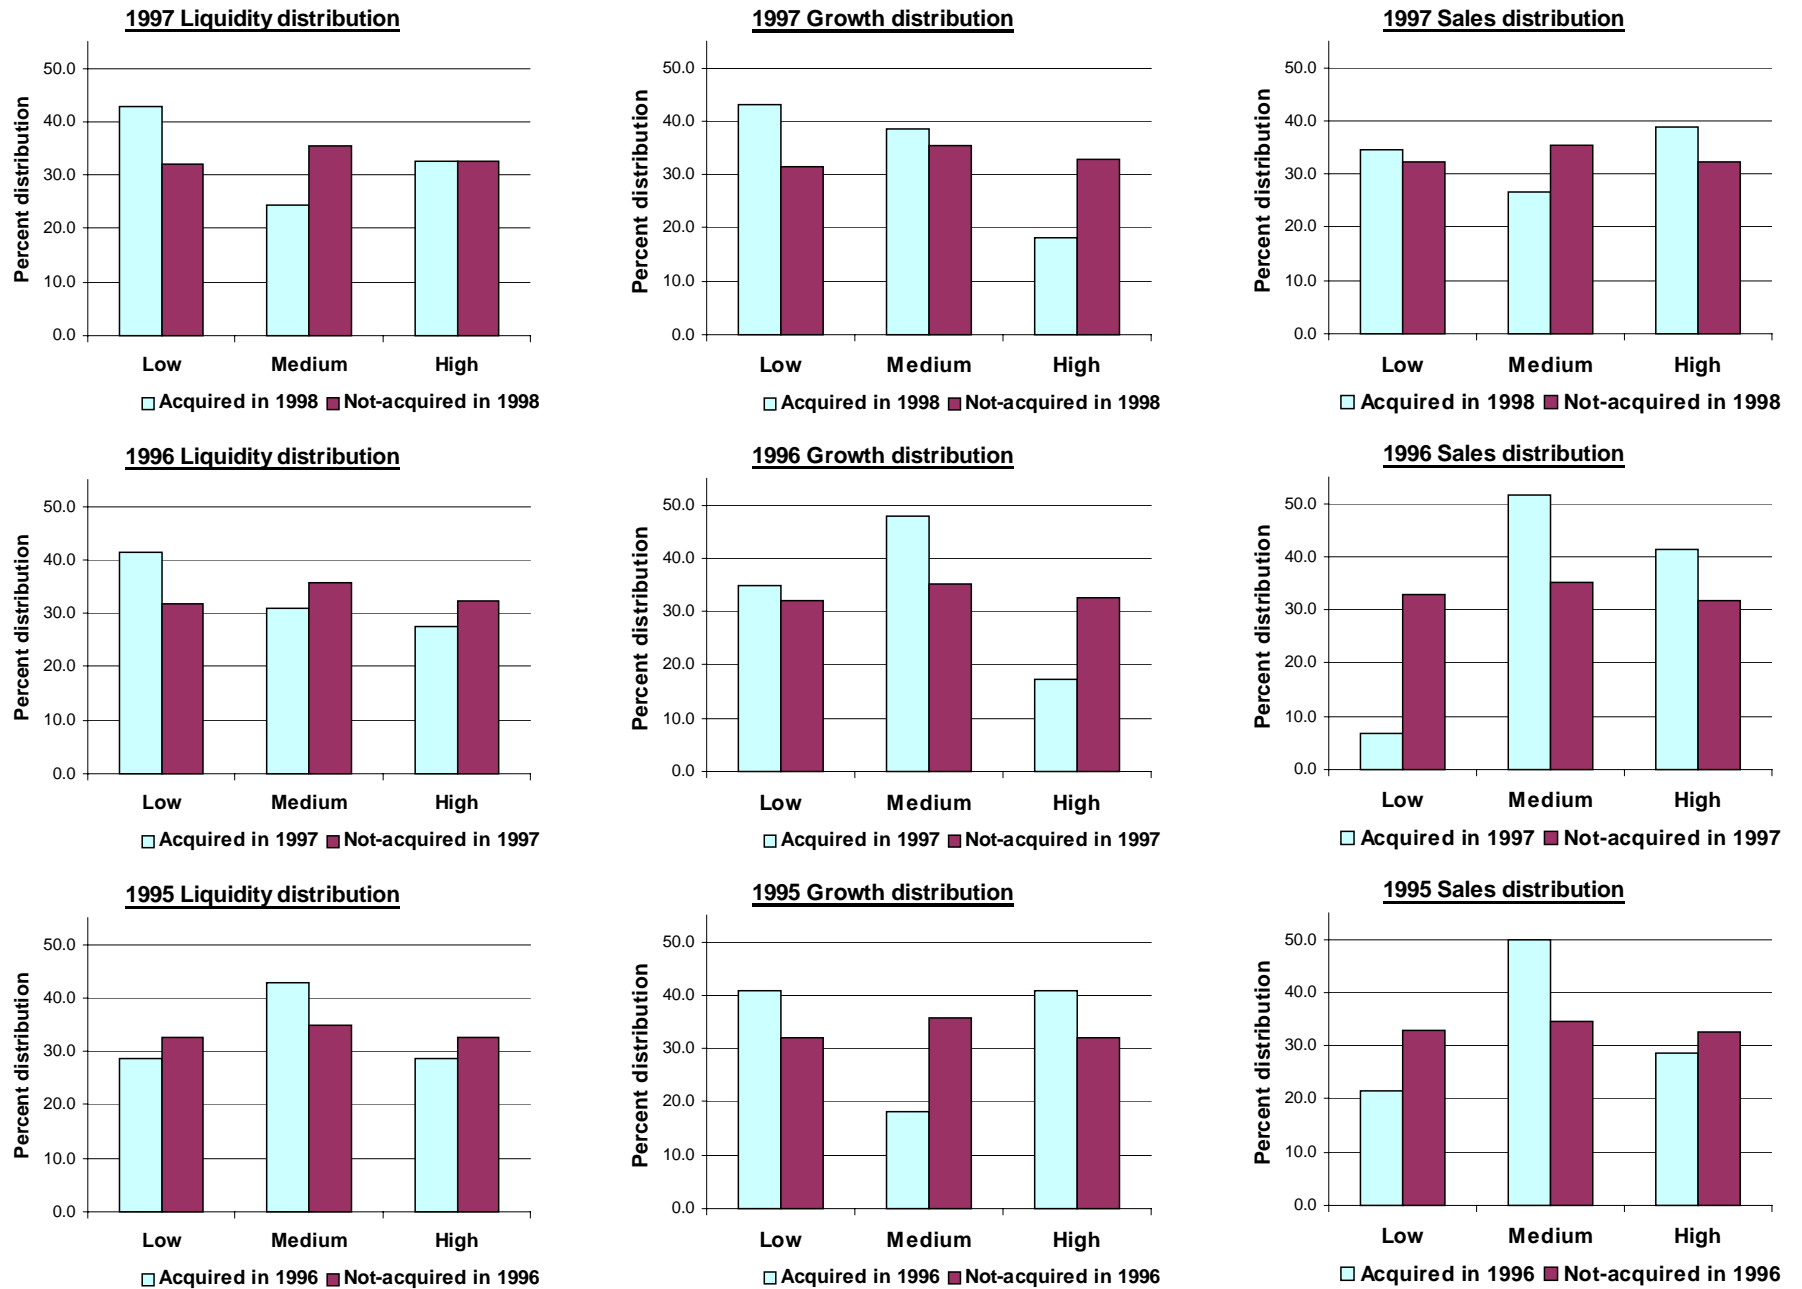 1997 Liquidity distribution
Percent distribution
50.0
40.0
30.0
20.0
10.0
0.0
Low Medium High
Acquired in 1998 Not-acquired in 1998
1997 Growth distribution
Percent distribution
50.0
40.0
30.0
20.0
10.0
0.0
Low Medium High
Acquired in 1998 Not-acquired in 1998
1997 Sales distribution
Percent distribution
50.0
40.0
30.0
20.0
10.0
0.0
Low Medium High
Acquired in 1998 Not-acquired in 1998
1996 Liquidity distribution
Percent distribution
50.0
40.0
30.0
20.0
10.0
0.0
Low Medium High
Acquired in 1997 Not-acquired in 1997
1996 Growth distribution
Percent distribution
50.0
40.0
30.0
20.0
10.0
0.0
Low Medium High
Acquired in 1997 Not-acquired in 1997
1996 Sales distribution
Percent distribution
50.0
40.0
30.0
20.0
10.0
0.0
Low Medium High
Acquired in 1997 Not-acquired in 1997
1995 Liquidity distribution
Percent distribution
50.0
40.0
30.0
20.0
10.0
0.0
Low Medium High
Acquired in 1996 Not-acquired in 1996
1995 Growth distribution
Percent distribution
50.0
40.0
30.0
20.0
10.0
0.0
Low Medium High
Acquired in 1996 Not-acquired in 1996
1995 Sales distribution
Percent distribution
50.0
40.0
30.0
20.0
10.0
0.0
Low Medium High
Acquired in 1996 Not-acquired in 1996